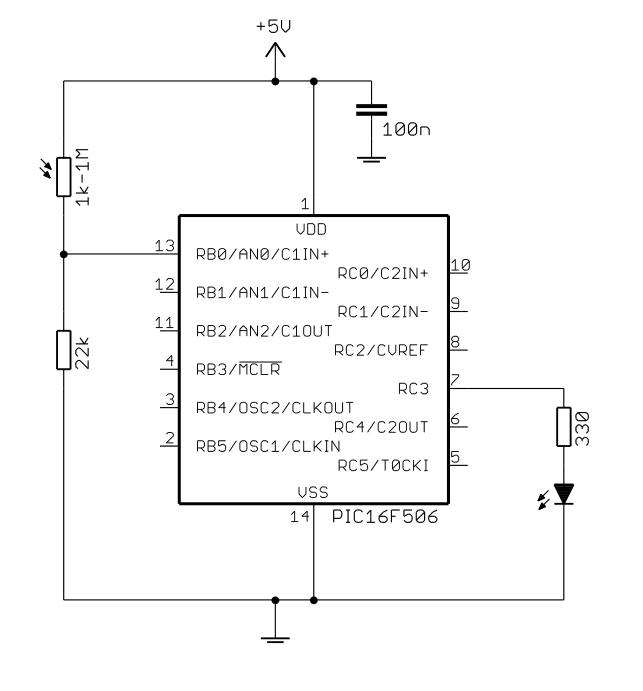 +5V
100n
1k-1M
1
VDD
13
RB0/AN0/C1IN+
10
RC0/C2IN+
12
RB1/AN1/C1IN-
9
RC1/C2IN-
11
RB2/AN2/C1OUT
8
RC2/CVREF
22k
4
RB3/MCLR
7
RC3
3
RB4/OSC2/CLKOUT
6
RC4/C2OUT
330
2
RB5/OSC1/CLKIN
5
RC5/T0CKI
VSS
14
PIC16F506